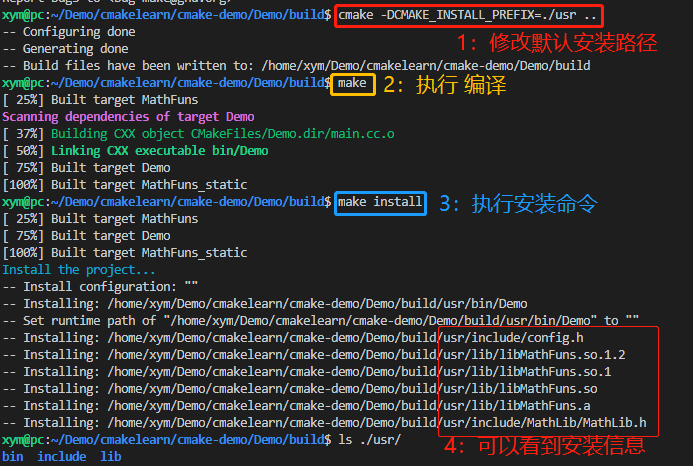 xym@pc:~/Demo/cmakelearn/cmake-demo/Demo/build$ cmake -DCMAKE_INSTALL_PREFIX=./usr ..
-- Configuring done
1：修改默认安装路径
-- Generating done
-- Build files have been written to: /home/xym/Demo/cmakelearn/cmake-demo/Demo/build
xym@pc:~/Demo/cmakelearn/cmake-demo/Demo/build$ make 2：执行 编译
[ 25%] Built target MathFuns
Scanning dependencies of target Demo
[ 37%] Building CXX object CMakeFiles/Demo.dir/main.cc.o
[ 50%] Linking CXX executable bin/Demo
[ 75%] Built target Demo
[100%] Built target MathFuns_static
xym@pc:~/Demo/cmakelearn/cmake-demo/Demo/build$ make install 3：执行安装命令
[ 25%] Built target MathFuns
[ 75%] Built target Demo
[100%] Built target MathFuns_static
Install the project...
-- Install configuration: ""
-- Installing: /home/xym/Demo/cmakelearn/cmake-demo/Demo/build/usr/bin/Demo
-- Set runtime path of "/home/xym/Demo/cmakelearn/cmake-demo/Demo/build/usr/bin/Demo" to ""
-- Installing: /home/xym/Demo/cmakelearn/cmake-demo/Demo/build/usr/include/config.h
-- Installing: /home/xym/Demo/cmakelearn/cmake-demo/Demo/build/usr/lib/libMathFuns.so.1.2
-- Installing: /home/xym/Demo/cmakelearn/cmake-demo/Demo/build/usr/lib/libMathFuns.so.1
-- Installing: /home/xym/Demo/cmakelearn/cmake-demo/Demo/build/usr/lib/libMathFuns.so
-- Installing: /home/xym/Demo/cmakelearn/cmake-demo/Demo/build/usr/lib/libMathFuns.a
-- Installing: /home/xym/Demo/cmakelearn/cmake-demo/Demo/build/usr/include/MathLib/MathLib.h
xym@pc:~/Demo/cmakelearn/cmake-demo/Demo/build$ ls ./usr/ 4：可以看到安装信息
bin include lib